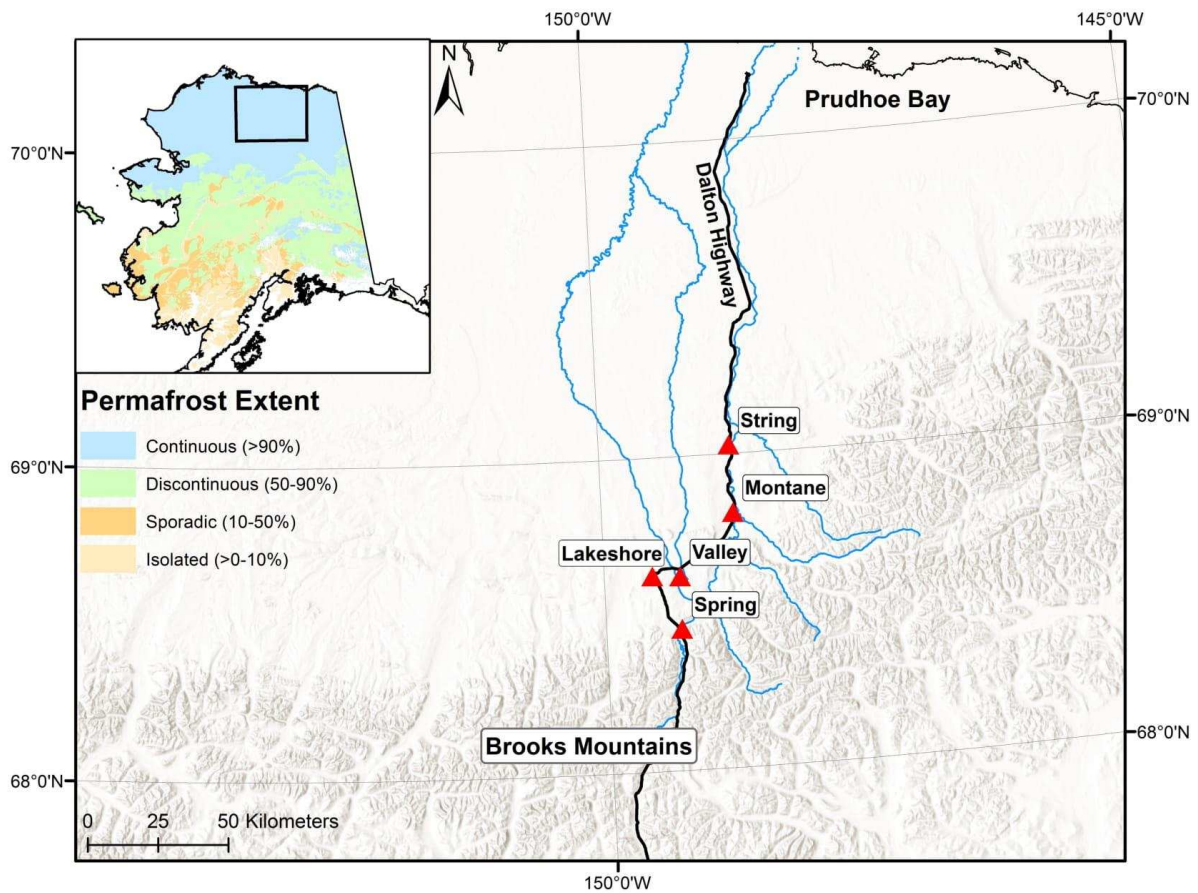 150°0'W
145°0'W
N
Prudhoe Bay
70°0'N
70°0'N
Dalton Highway
Permafrost Extent
Continuous (>90%)
Discontinuous (50-90%)
Sporadic (10-50%)
Isolated (>0-10%)
69°0'N
69°0'N
String
Montane
Lakeshore
Valley
Spring
Brooks Mountains
68°0'N
68°0'N
0 25 50 Kilometers
150°0'W